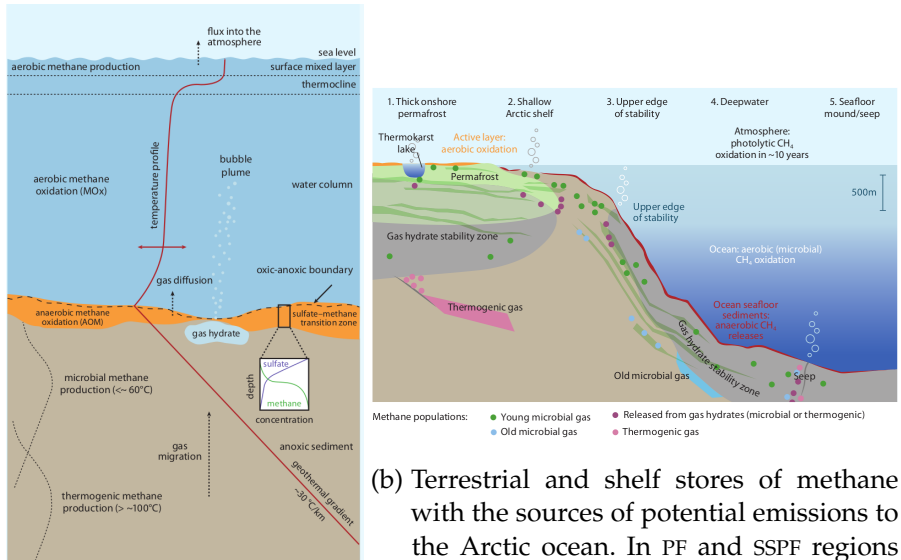 flux into the
atmosphere
sea level
aerobic methane production
surface mixed layer
thermocline
bubble
plume
aerobic methane
oxidation (MOx)
temperature profile
water column
oxic-anoxic boundary
gas diffusion
anaerobic methane
oxidation (AOM)
sulfate–methane
transition zone
gas hydrate
sulfate
depth
methane
concentration
microbial methane
production (<~ 60°C)
gas
migration
anoxic sediment
thermogenic methane
production (> ~100°C)
geothermal gradient
~30 °C/km
1. Thick onshore
permafrost
2. Shallow
Arctic shelf
3. Upper edge
of stability
4. Deepwater
5. Seafloor
mound/seep
Thermokarst
lake
Active layer:
aerobic oxidation
Atmosphere:
photolytic CH₄
oxidation in ~10 years
Permafrost
500m
Upper edge
of stability
Gas hydrate stability zone
Ocean: aerobic (microbial)
CH₄ oxidation
Thermogenic gas
Ocean seafloor
sediments:
anaerobic CH₄
releases
Gas hydrate stability zone
Old microbial gas
Seep
Methane populations:
Young microbial gas
Released from gas hydrates (microbial or thermogenic)
Old microbial gas
Thermogenic gas
(b) Terrestrial and shelf stores of methane
with the sources of potential emissions to
the Arctic ocean. In PF and SSPF regions